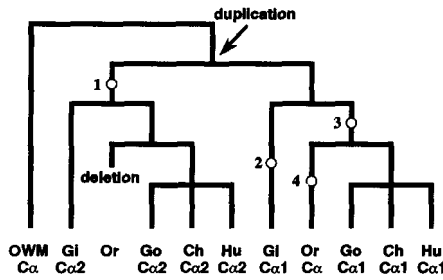 duplication
1
3
2
4
deletion
OWM Gi Or Go Ch Hu Gi Or Go Ch Hu
Cα Cα2 Cα2 Cα2 Cα2 Cα1 Cα Cα1 Cα1 Cα1